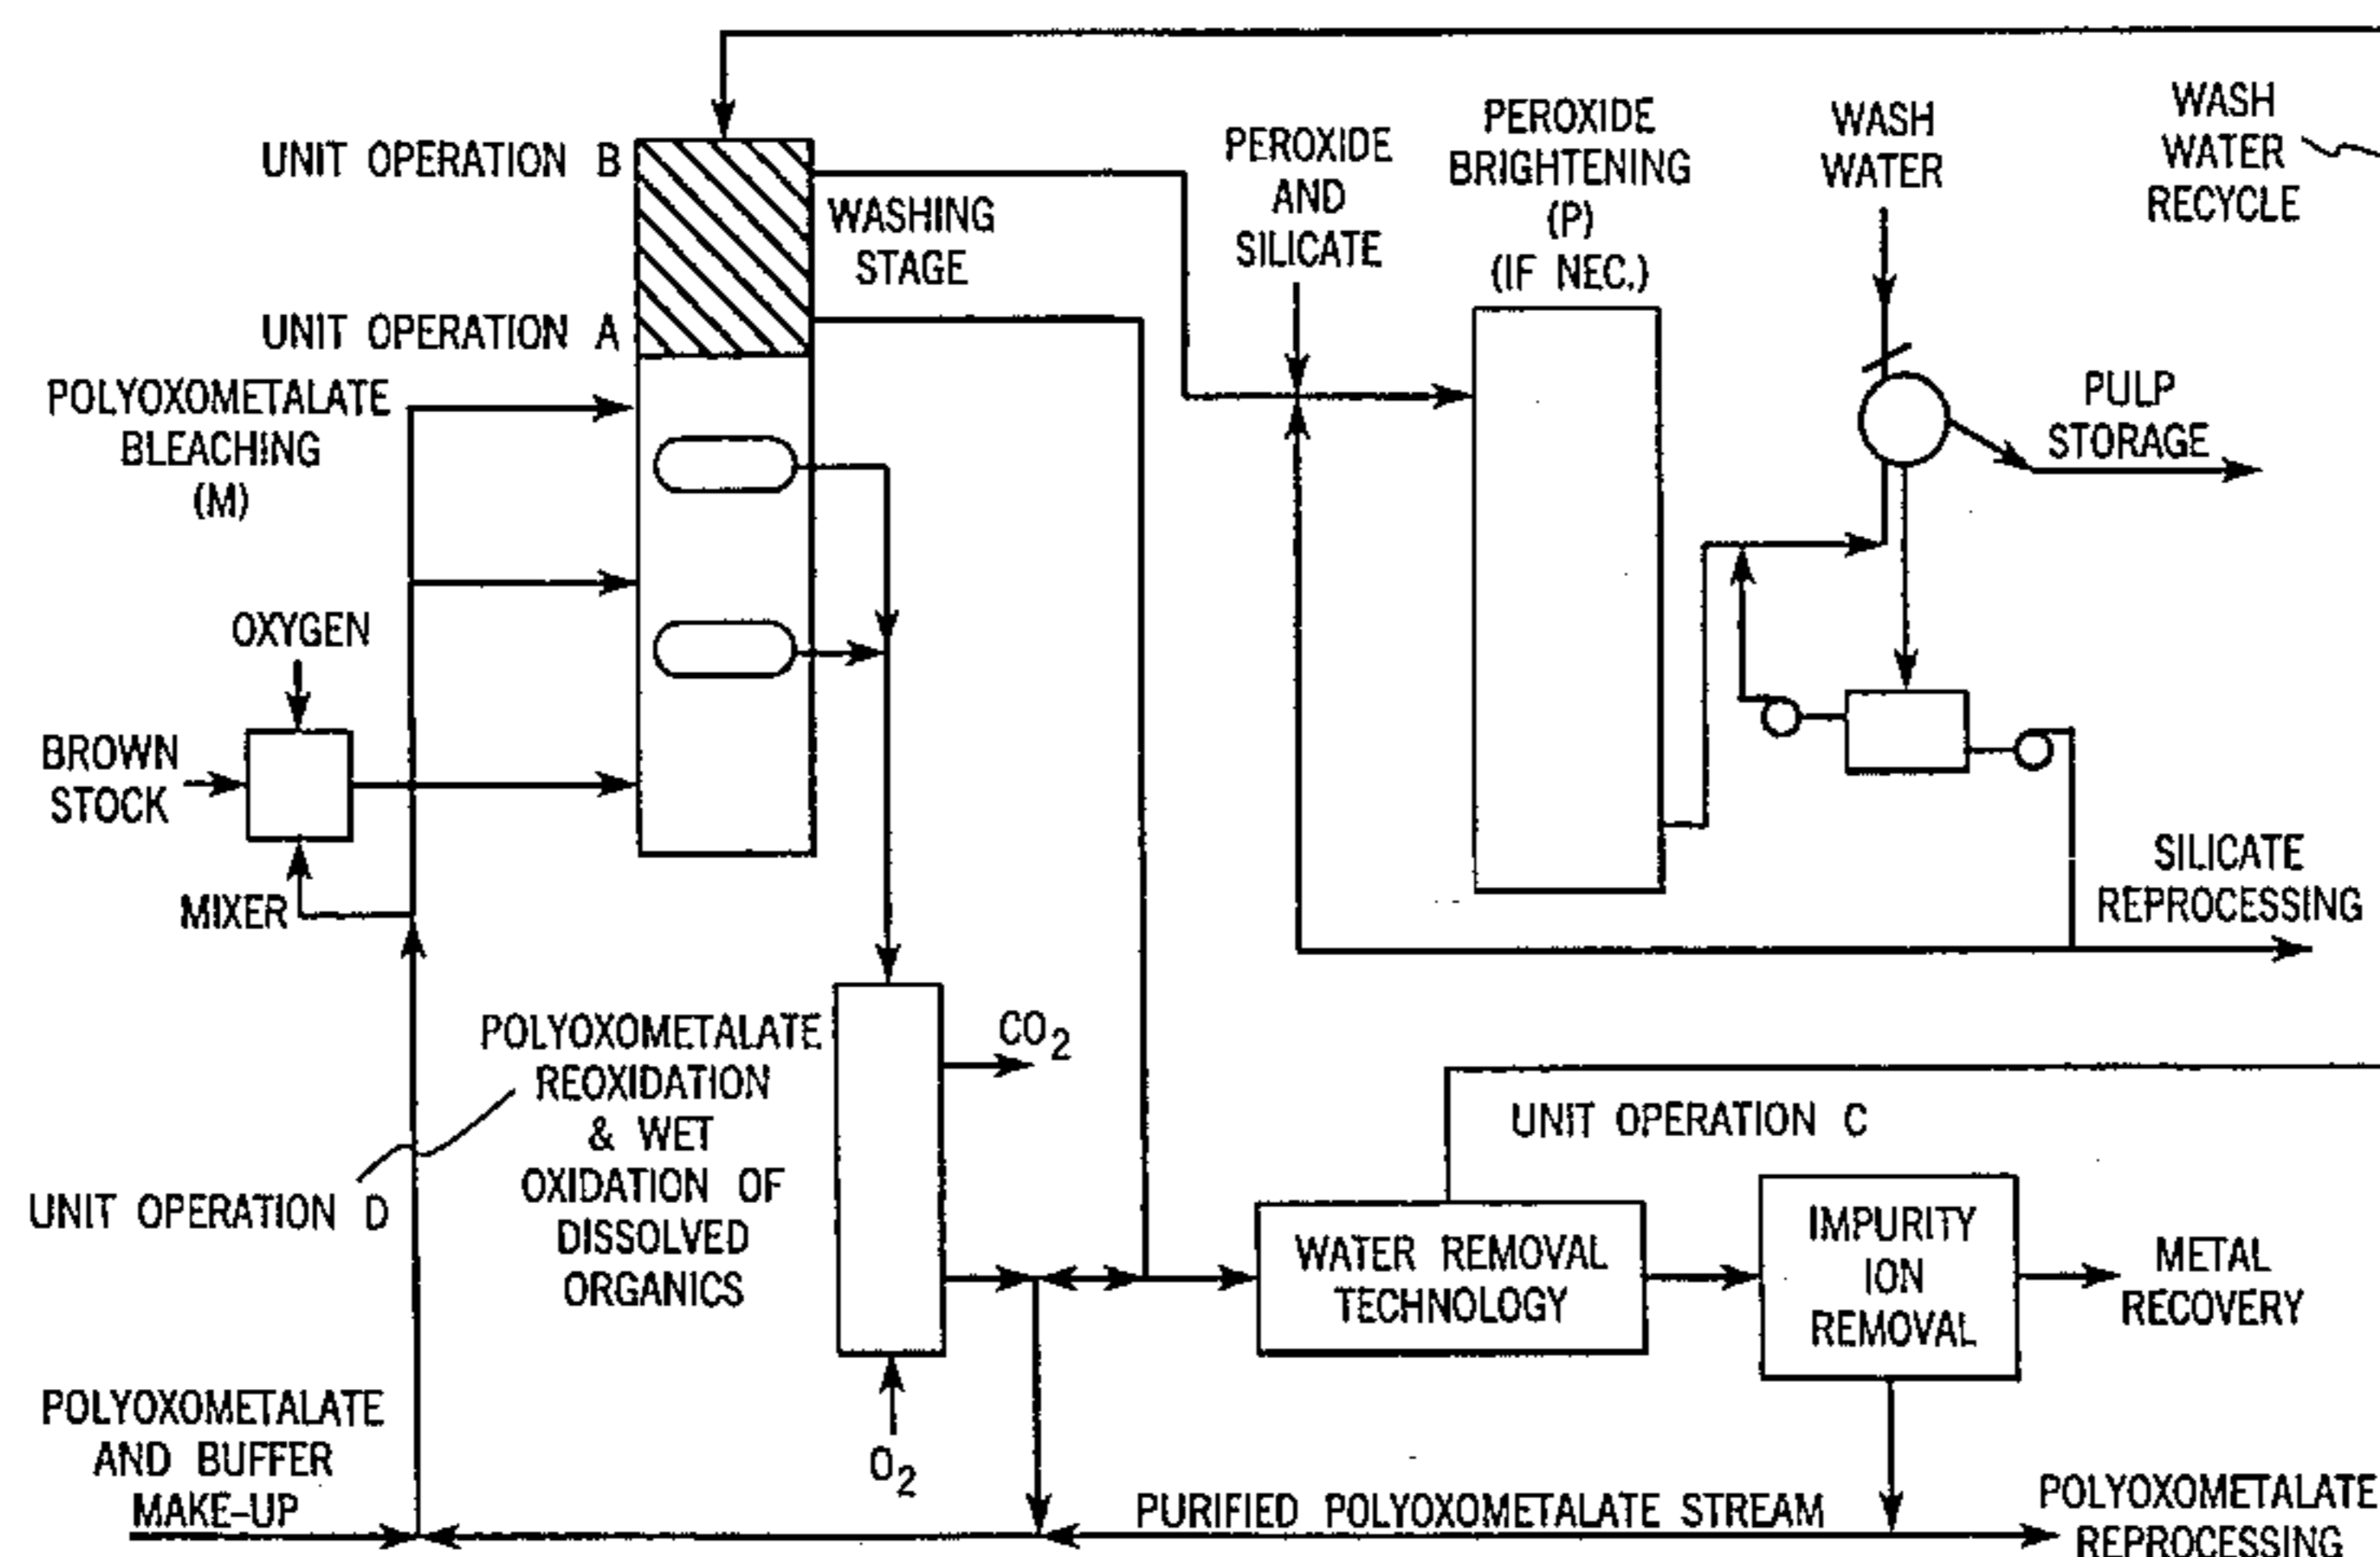 UNIT OPERATION B
WASHING
STAGE
UNIT OPERATION A
POLYOXOMETALATE
BLEACHING
(M)
OXYGEN
BROWN
STOCK
MIXER
PEROXIDE
AND
SILICATE
PEROXIDE
BRIGHTENING
(P)
(IF NEC.)
WASH
WATER
WASH
WATER
RECYCLE
PULP
STORAGE
SILICATE
REPROCESSING
POLYOXOMETALATE
REOXIDATION
& WET
OXIDATION OF
DISSOLVED
ORGANICS
UNIT OPERATION D
CO2
O2
UNIT OPERATION C
WATER REMOVAL
TECHNOLOGY
IMPURITY
ION
REMOVAL
METAL
RECOVERY
POLYOXOMETALATE
AND BUFFER
MAKE-UP
PURIFIED POLYOXOMETALATE STREAM
POLYOXOMETALATE
REPROCESSING